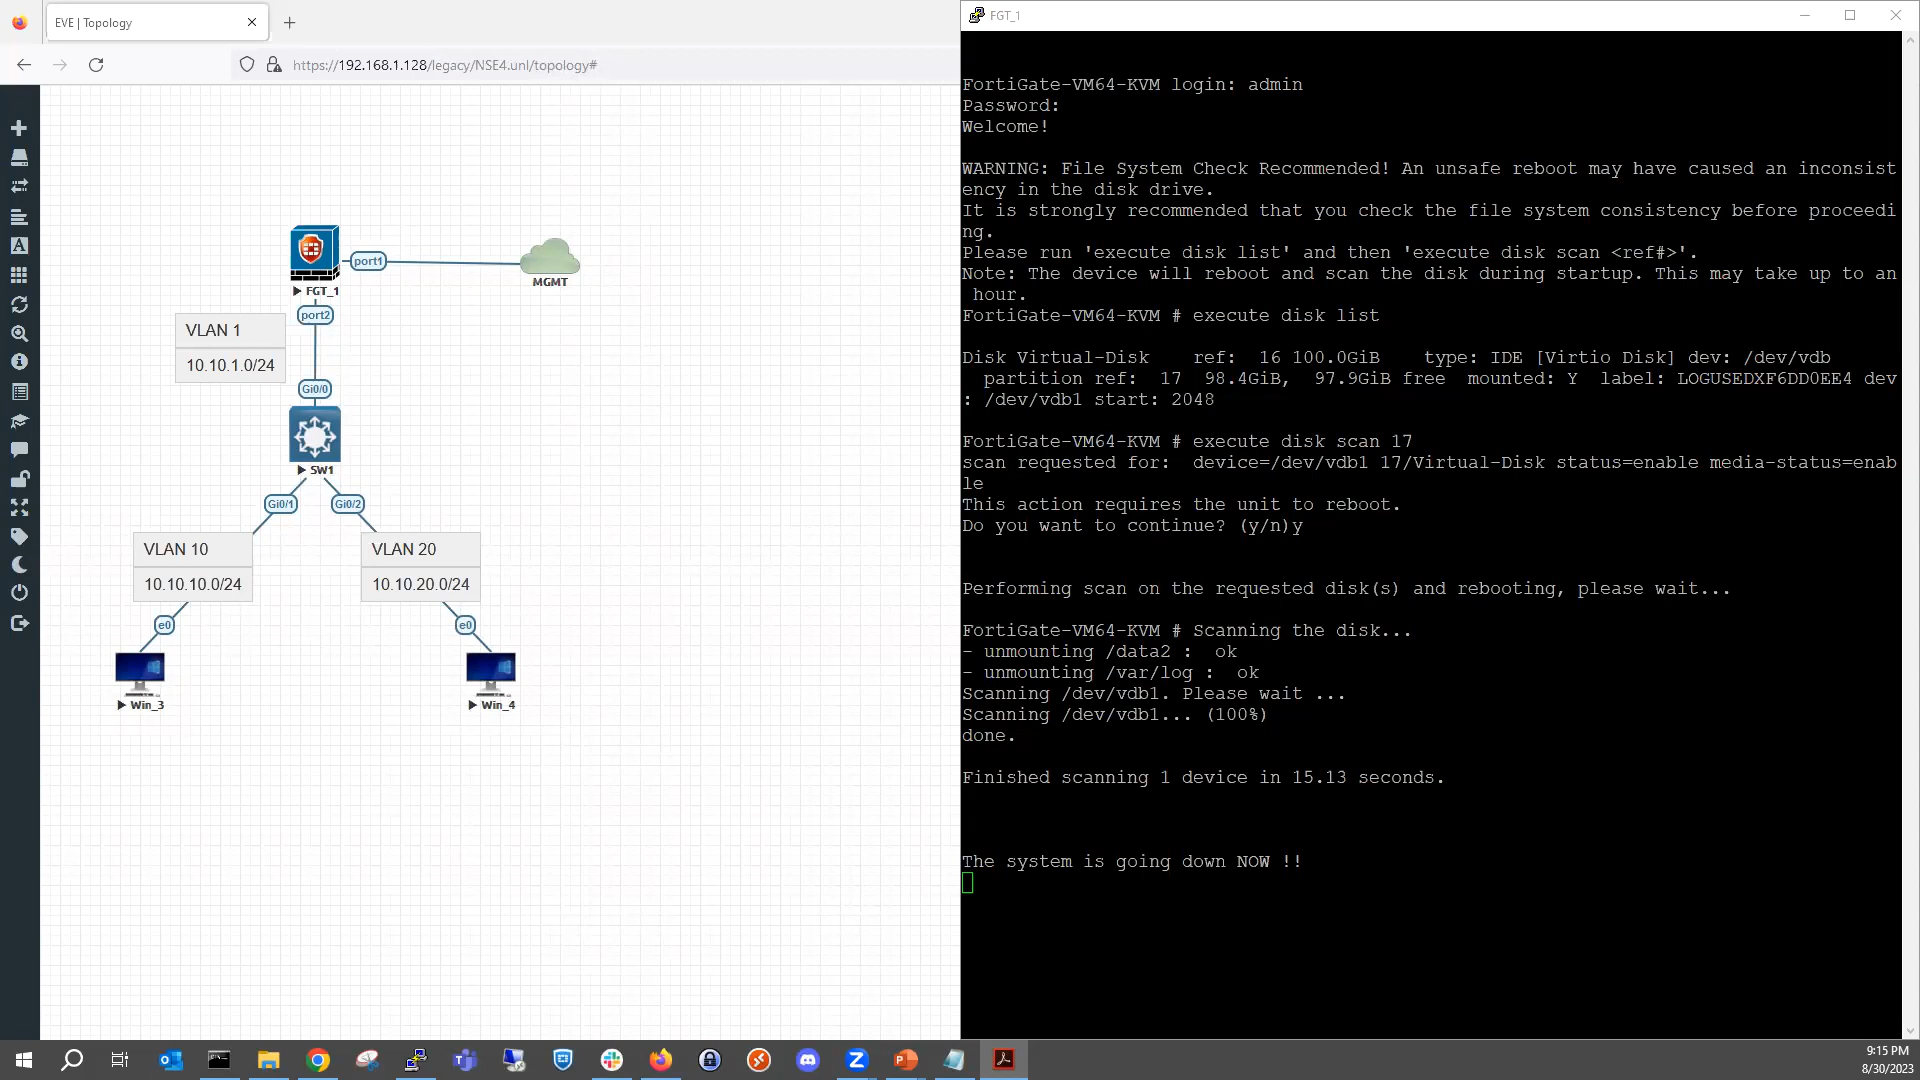 EVE | Topology
FGT_1
https://192.168.1.128/legacy/NSE4.unl/topology#
port1
MGMT
FGT_1
port2
VLAN 1
10.10.1.0/24
Gi0/0
SW1
Gi0/1
Gi0/2
VLAN 10
VLAN 20
10.10.10.0/24
10.10.20.0/24
e0
e0
Win_3
Win_4
FortiGate-VM64-KVM login: admin
Password:
Welcome!
WARNING: File System Check Recommended! An unsafe reboot may have caused an inconsist
ency in the disk drive.
It is strongly recommended that you check the file system consistency before proceedi
ng.
Please run 'execute disk list' and then 'execute disk scan <ref#>'.
Note: The device will reboot and scan the disk during startup. This may take up to an
hour.
FortiGate-VM64-KVM # execute disk list
Disk Virtual-Disk    ref:  16 100.0GiB    type: IDE [Virtio Disk] dev: /dev/vdb
partition ref:  17  98.4GiB,  97.9GiB free  mounted: Y  label: LOGUSEDXF6DD0EE4 dev
: /dev/vdb1 start: 2048
FortiGate-VM64-KVM # execute disk scan 17
scan requested for:  device=/dev/vdb1 17/Virtual-Disk status=enable media-status=enab
le
This action requires the unit to reboot.
Do you want to continue? (y/n)y
Performing scan on the requested disk(s) and rebooting, please wait...
FortiGate-VM64-KVM # Scanning the disk...
- unmounting /data2 :  ok
- unmounting /var/log :  ok
Scanning /dev/vdb1. Please wait ...
Scanning /dev/vdb1... (100%)
done.
Finished scanning 1 device in 15.13 seconds.
The system is going down NOW !!
9:15 PM
8/30/2023